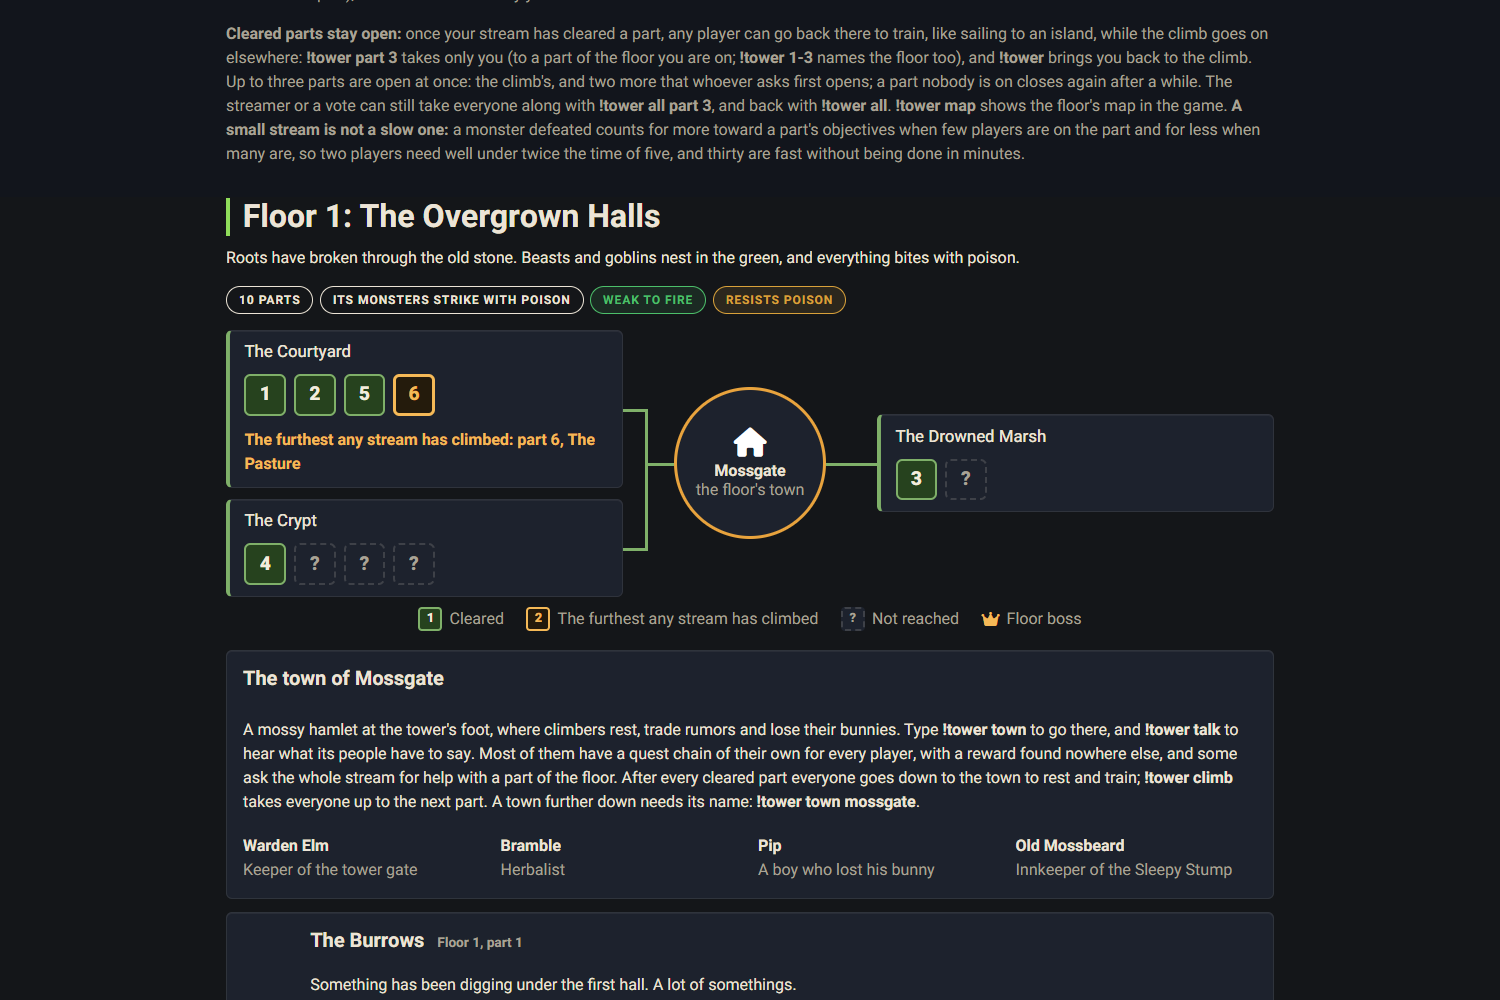 Cleared parts stay open: once your stream has cleared a part, any player can go back there to train, like sailing to an island, while the climb goes on
elsewhere: !tower part 3 takes only you (to a part of the floor you are on; !tower 1-3 names the floor too), and !tower brings you back to the climb.
Up to three parts are open at once: the climb's, and two more that whoever asks first opens; a part nobody is on closes again after a while. The
streamer or a vote can still take everyone along with !tower all part 3, and back with !tower all. !tower map shows the floor's map in the game. A
small stream is not a slow one: a monster defeated counts for more toward a part's objectives when few players are on the part and for less when
many are, so two players need well under twice the time of five, and thirty are fast without being done in minutes.
Floor 1: The Overgrown Halls
Roots have broken through the old stone. Beasts and goblins nest in the green, and everything bites with poison.
10 PARTS ITS MONSTERS STRIKE WITH POISON WEAK TO FIRE RESISTS POISON
The Courtyard
1 2 5 6
The furthest any stream has climbed: part 6, The
Pasture
The Crypt
4 ? ? ?
Mossgate
the floor's town
The Drowned Marsh
3 ?
1 Cleared 2 The furthest any stream has climbed ? Not reached Floor boss
The town of Mossgate
A mossy hamlet at the tower's foot, where climbers rest, trade rumors and lose their bunnies. Type !tower town to go there, and !tower talk to
hear what its people have to say. Most of them have a quest chain of their own for every player, with a reward found nowhere else, and some
ask the whole stream for help with a part of the floor. After every cleared part everyone goes down to the town to rest and train; !tower climb
takes everyone up to the next part. A town further down needs its name: !tower town mossgate.
Warden Elm Bramble Pip Old Mossbeard
Keeper of the tower gate Herbalist A boy who lost his bunny Innkeeper of the Sleepy Stump
The Burrows Floor 1, part 1
Something has been digging under the first hall. A lot of somethings.